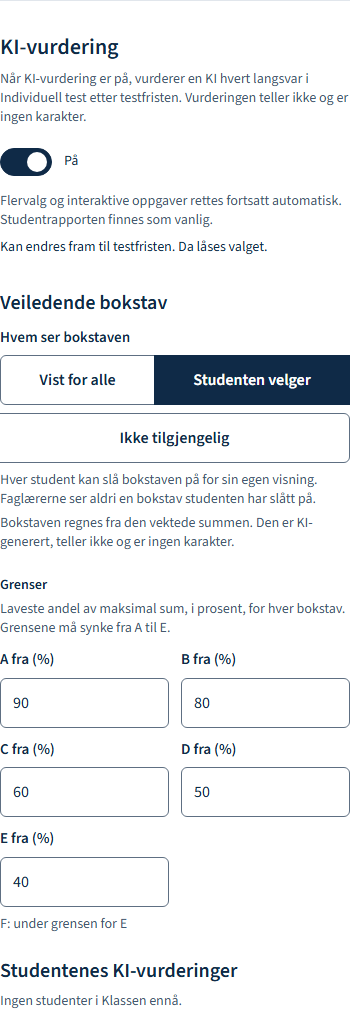 KI-vurdering
Når KI-vurdering er på, vurderer en KI hvert langsvar i
Individuell test etter testfristen. Vurderingen teller ikke og er
ingen karakter.
På
Flervalg og interaktive oppgaver rettes fortsatt automatisk.
Studentrapporten finnes som vanlig.
Kan endres fram til testfristen. Da låses valget.
Veiledende bokstav
Hvem ser bokstaven
Vist for alle
Studenten velger
Ikke tilgjengelig
Hver student kan slå bokstaven på for sin egen visning.
Faglærerne ser aldri en bokstav studenten har slått på.
Bokstaven regnes fra den vektede summen. Den er KI-
generert, teller ikke og er ingen karakter.
Grenser
Laveste andel av maksimal sum, i prosent, for hver bokstav.
Grensene må synke fra A til E.
A fra (%)
B fra (%)
90
80
C fra (%)
D fra (%)
60
50
E fra (%)
40
F: under grensen for E
Studentenes KI-vurderinger
Ingen studenter i Klassen ennå.